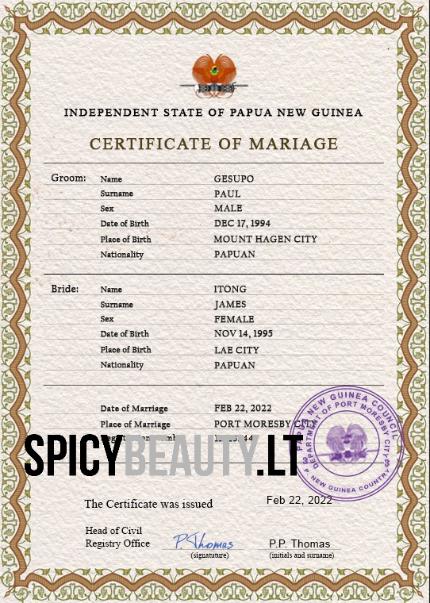 INDEPENDENT STATE OF PAPUA NEW GUINEA
CERTIFICATE OF MARIAGE
Groom: Name GESUPO
Surname PAUL
Sex MALE
Date of Birth DEC 17, 1994
Place of Birth MOUNT HAGEN CITY
Nationality PAPUAN
Bride: Name ITONG
Surname JAMES
Sex FEMALE
Date of Birth NOV 14, 1995
Place of Birth LAE CITY
Nationality PAPUAN
Date of Marriage FEB 22, 2022
Place of Marriage PORT MORESBY CITY
SPICYBEAUTY.LT
NEW GUINEA COUNCIL
DEPARTMENT OF PORT MORESBY
NEW GUINEA COUNTRY
The Certificate was issued Feb 22, 2022
Head of Civil
Registry Office P.Thomas P.P. Thomas
(signature) (initials and surname)